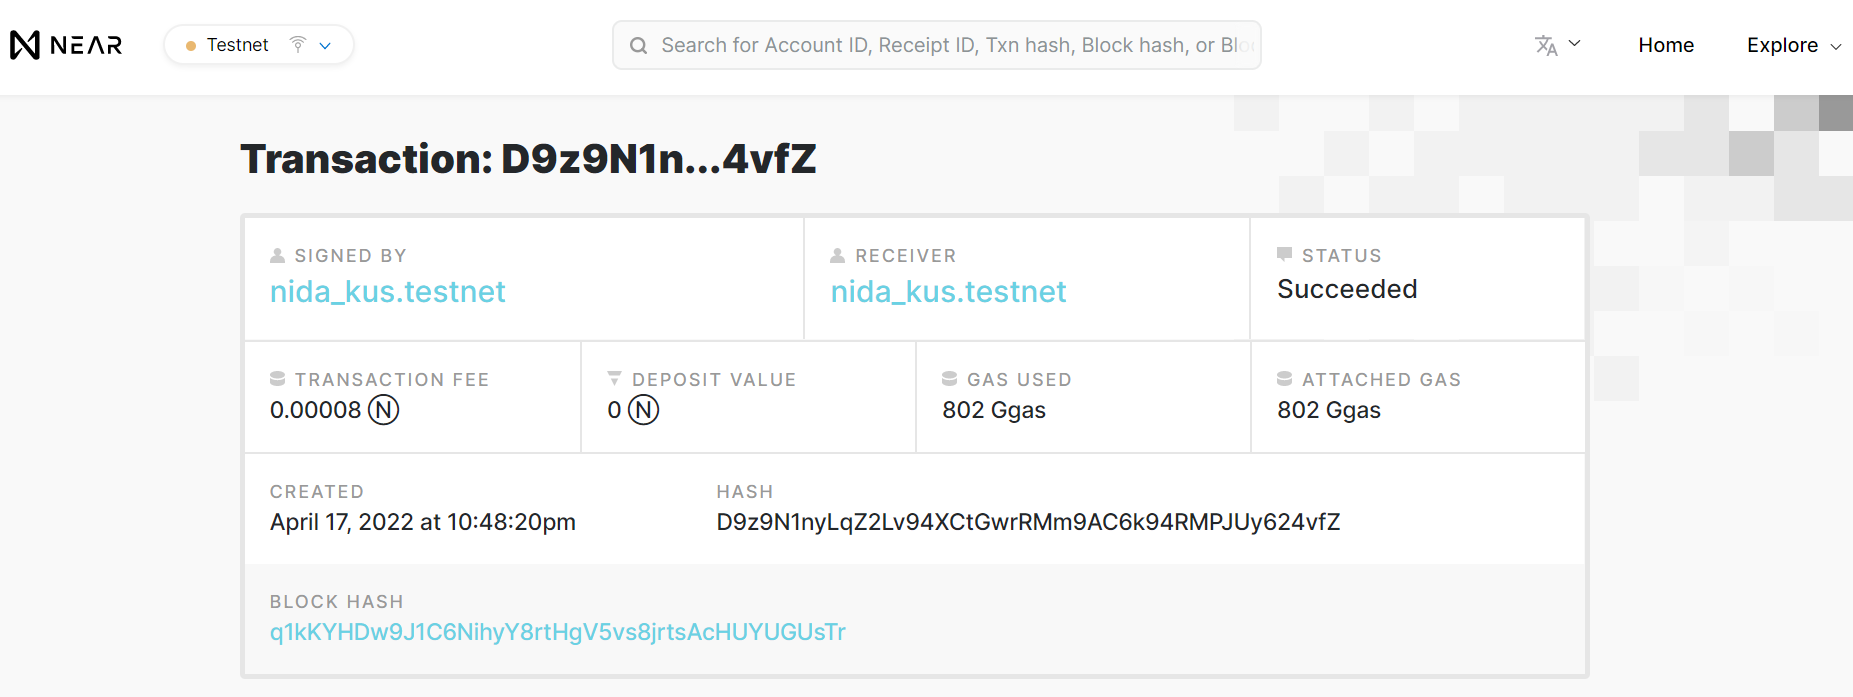 NEAR
Testnet
Search for Account ID, Receipt ID, Txn hash, Block hash, or Blo
Home
Explore
Transaction: D9z9N1n...4vfZ
SIGNED BY
nida_kus.testnet
RECEIVER
nida_kus.testnet
STATUS
Succeeded
TRANSACTION FEE
0.00008 Ⓝ
DEPOSIT VALUE
0 Ⓝ
GAS USED
802 Ggas
ATTACHED GAS
802 Ggas
CREATED
April 17, 2022 at 10:48:20pm
HASH
D9z9N1nyLqZ2Lv94XCtGwrRMm9AC6k94RMPJUy624vfZ
BLOCK HASH
q1kKYHDw9J1C6NihyY8rtHgV5vs8jrtsAcHUYUGUsTr